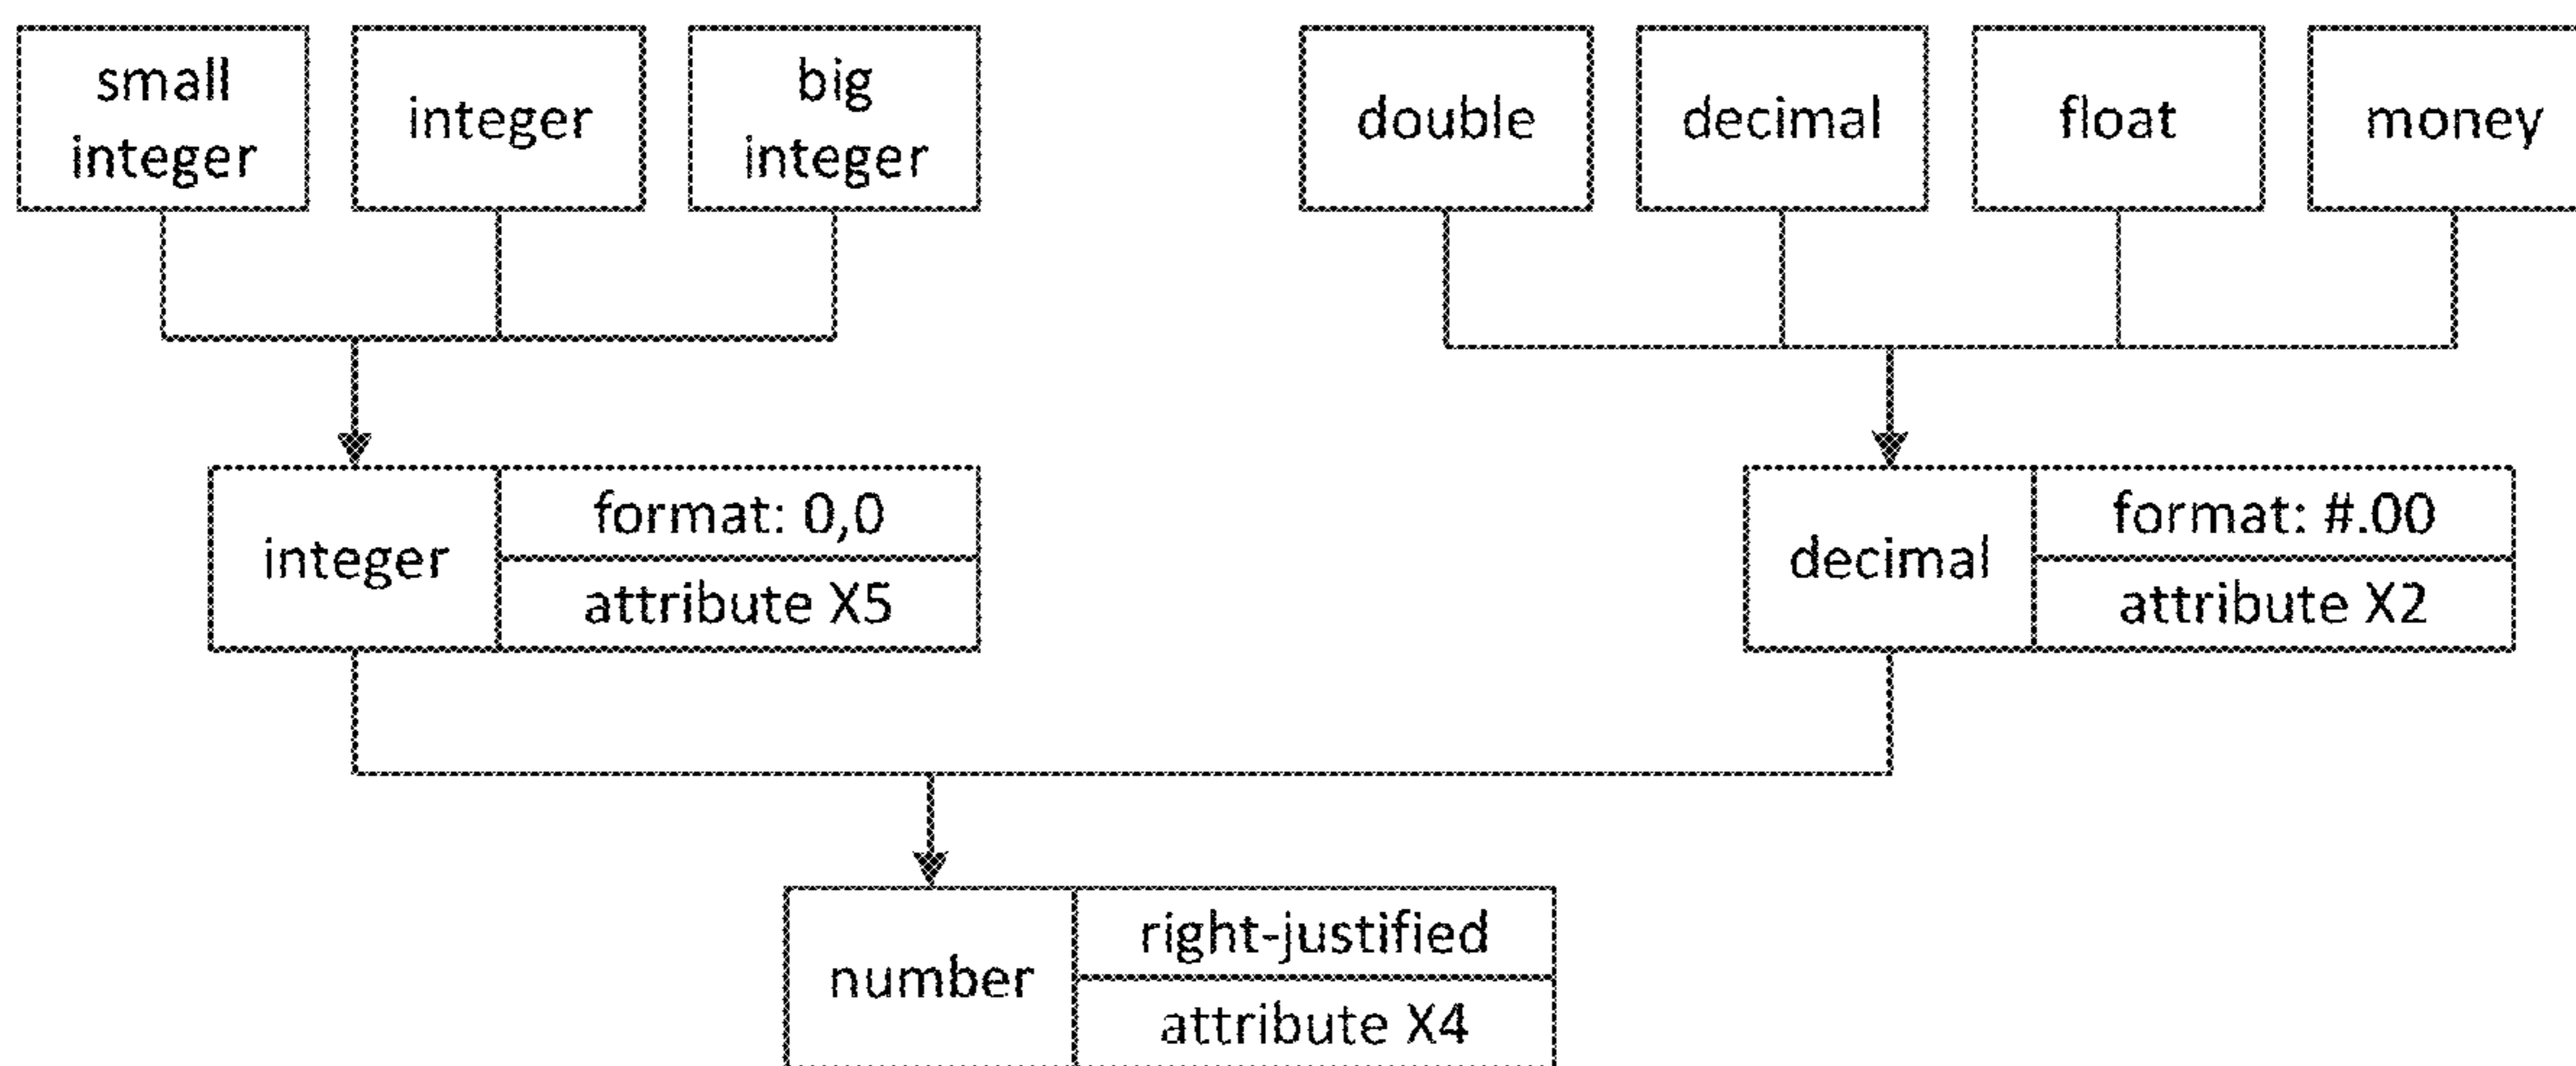 small
integer
integer
big
integer
double
decimal
float
money
integer
format: 0,0
attribute X5
decimal
format: #.00
attribute X2
number
right-justified
attribute X4